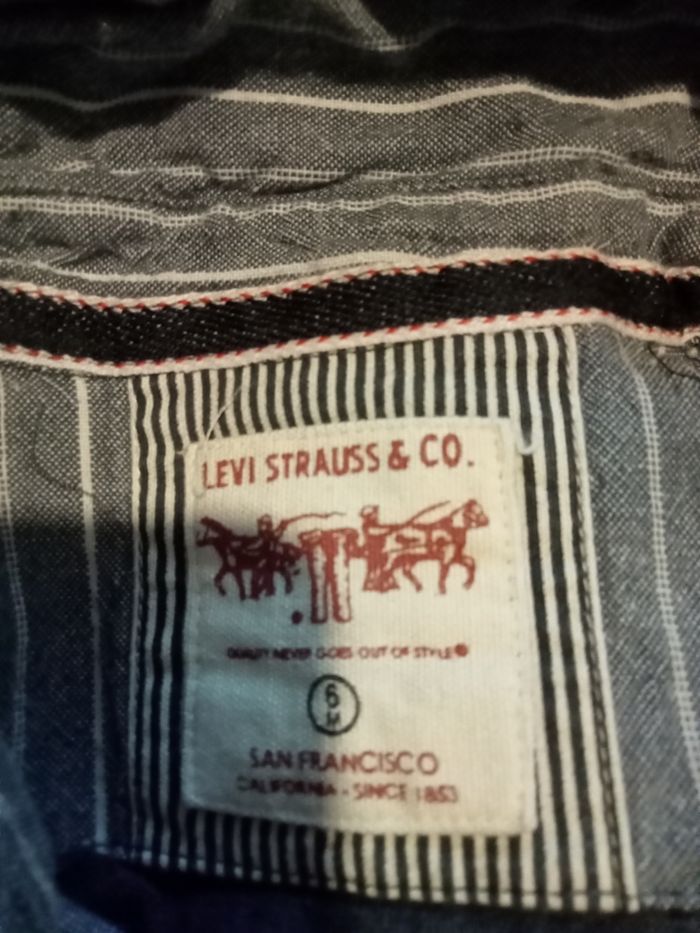 LEVI STRAUSS & CO.
QUALITY NEVER GOES OUT OF STYLE®
6
M
SAN FRANCISCO
CALIFORNIA - SINCE 1853